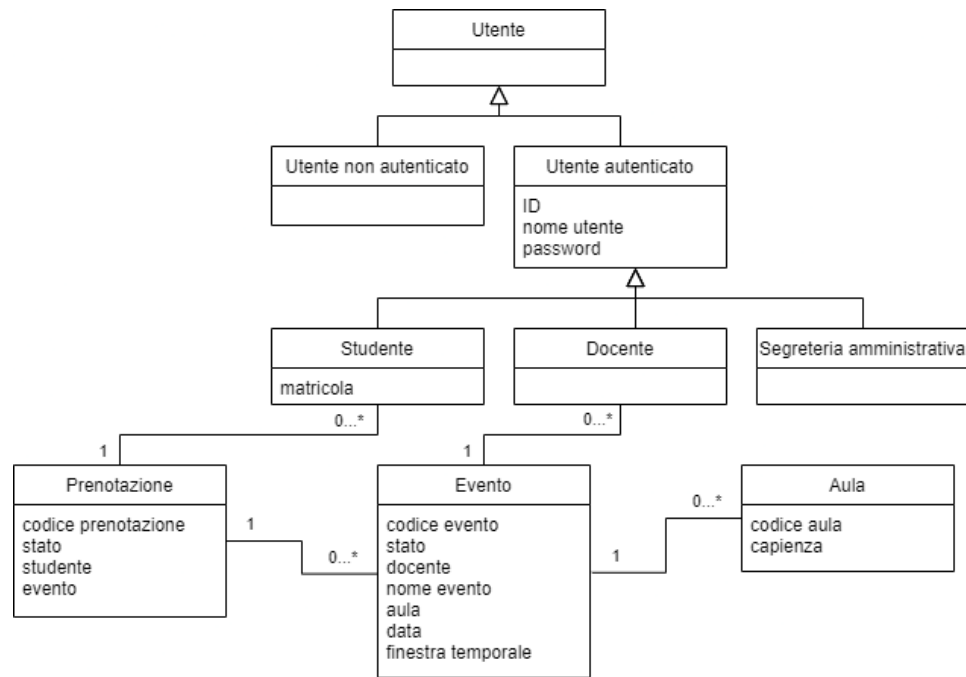 Utente
Utente non autenticato
Utente autenticato
ID
nome utente
password
Studente
matricola
Docente
Segreteria amministrativa
0...*
0...*
1
1
Prenotazione
codice prenotazione
stato
studente
evento
1
0...*
Evento
codice evento
stato
docente
nome evento
aula
data
finestra temporale
1
0...*
Aula
codice aula
capienza